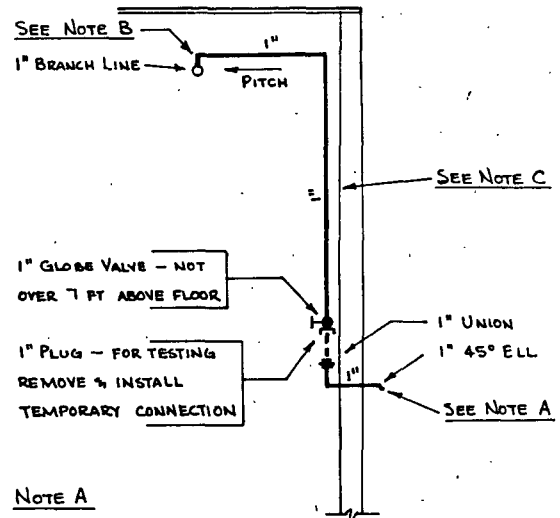 SEE NOTE B
1" BRANCH LINE
1"
PITCH
SEE NOTE C
1"
1" GLOBE VALVE - NOT
OVER 7 FT ABOVE FLOOR
1" UNION
1" 45° ELL
1" PLUG - FOR TESTING
REMOVE & INSTALL
TEMPORARY CONNECTION
1"
SEE NOTE A
NOTE A